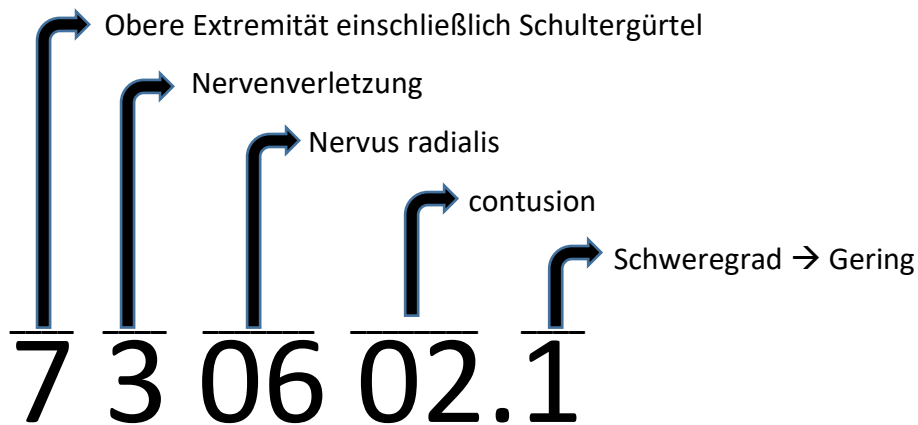 Obere Extremität einschließlich Schultergürtel
Nervenverletzung
Nervus radialis
contusion
Schweregrad → Gering
7 3 06 02.1